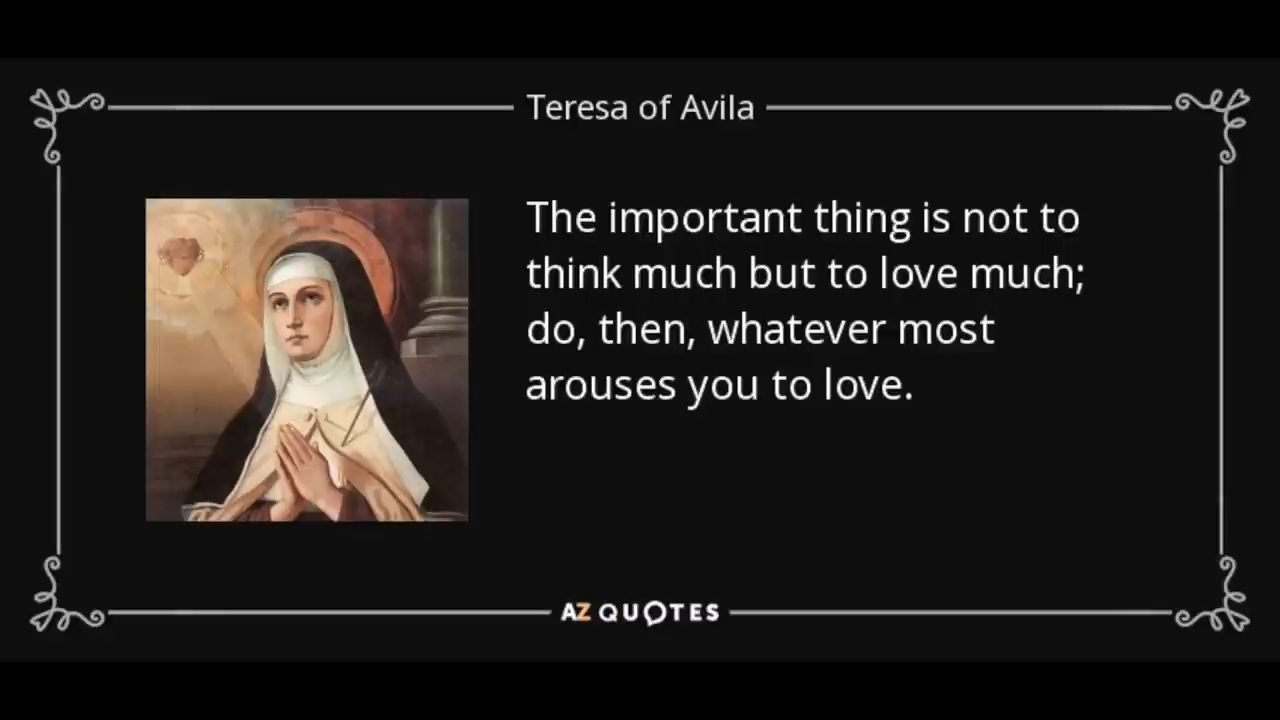 Teresa of Avila
The important thing is not to
think much but to love much;
do, then, whatever most
arouses you to love.
AZ QUOTES